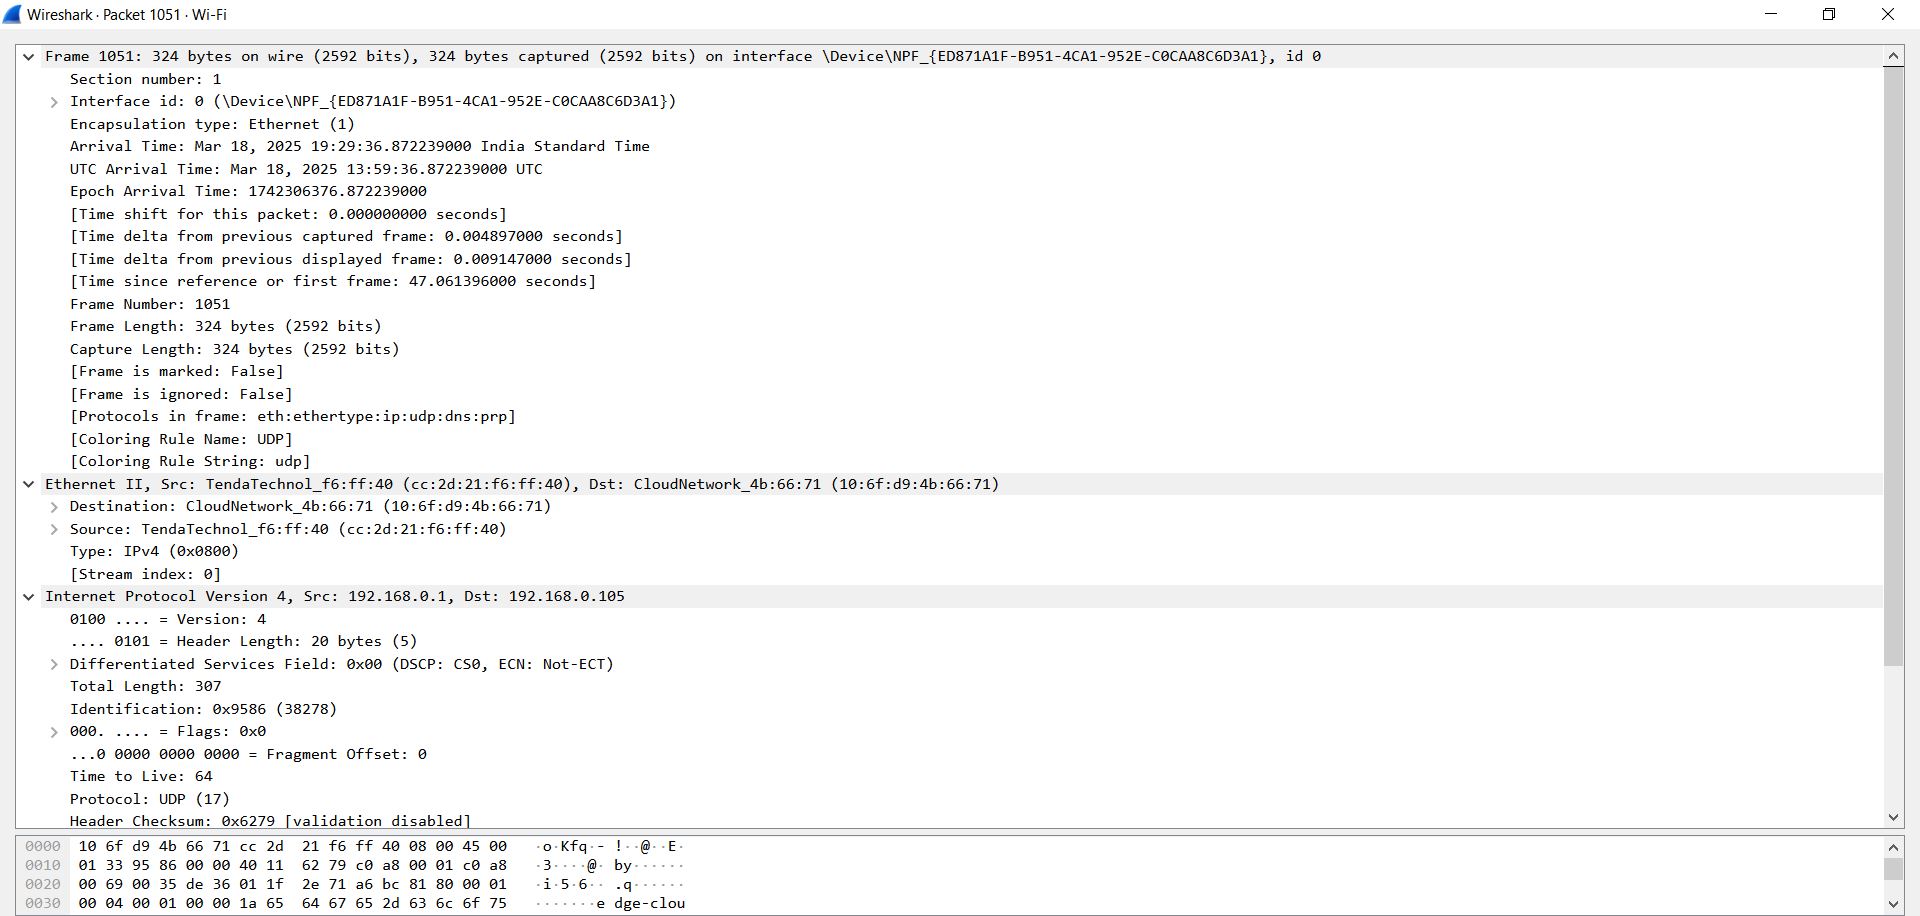 Wireshark · Packet 1051 · Wi-Fi
Frame 1051: 324 bytes on wire (2592 bits), 324 bytes captured (2592 bits) on interface \Device\NPF_{ED871A1F-B951-4CA1-952E-C0CAA8C6D3A1}, id 0
Section number: 1
Interface id: 0 (\Device\NPF_{ED871A1F-B951-4CA1-952E-C0CAA8C6D3A1})
Encapsulation type: Ethernet (1)
Arrival Time: Mar 18, 2025 19:29:36.872239000 India Standard Time
UTC Arrival Time: Mar 18, 2025 13:59:36.872239000 UTC
Epoch Arrival Time: 1742306376.872239000
[Time shift for this packet: 0.000000000 seconds]
[Time delta from previous captured frame: 0.004897000 seconds]
[Time delta from previous displayed frame: 0.009147000 seconds]
[Time since reference or first frame: 47.061396000 seconds]
Frame Number: 1051
Frame Length: 324 bytes (2592 bits)
Capture Length: 324 bytes (2592 bits)
[Frame is marked: False]
[Frame is ignored: False]
[Protocols in frame: eth:ethertype:ip:udp:dns:prp]
[Coloring Rule Name: UDP]
[Coloring Rule String: udp]
Ethernet II, Src: TendaTechnol_f6:ff:40 (cc:2d:21:f6:ff:40), Dst: CloudNetwork_4b:66:71 (10:6f:d9:4b:66:71)
Destination: CloudNetwork_4b:66:71 (10:6f:d9:4b:66:71)
Source: TendaTechnol_f6:ff:40 (cc:2d:21:f6:ff:40)
Type: IPv4 (0x0800)
[Stream index: 0]
Internet Protocol Version 4, Src: 192.168.0.1, Dst: 192.168.0.105
0100 .... = Version: 4
.... 0101 = Header Length: 20 bytes (5)
Differentiated Services Field: 0x00 (DSCP: CS0, ECN: Not-ECT)
Total Length: 307
Identification: 0x9586 (38278)
000. .... = Flags: 0x0
...0 0000 0000 0000 = Fragment Offset: 0
Time to Live: 64
Protocol: UDP (17)
Header Checksum: 0x6279 [validation disabled]
0000 10 6f d9 4b 66 71 cc 2d 21 f6 ff 40 08 00 45 00 ·o·Kfq·- !··@··E·
0010 01 33 95 86 00 00 40 11 62 79 c0 a8 00 01 c0 a8 ·3····@· by······
0020 00 69 00 35 de 36 01 1f 2e 71 a6 bc 81 80 00 01 ·i·5·6·· .q······
0030 00 04 00 01 00 00 1a 65 64 67 65 2d 63 6c 6f 75 ·······e dge-clou